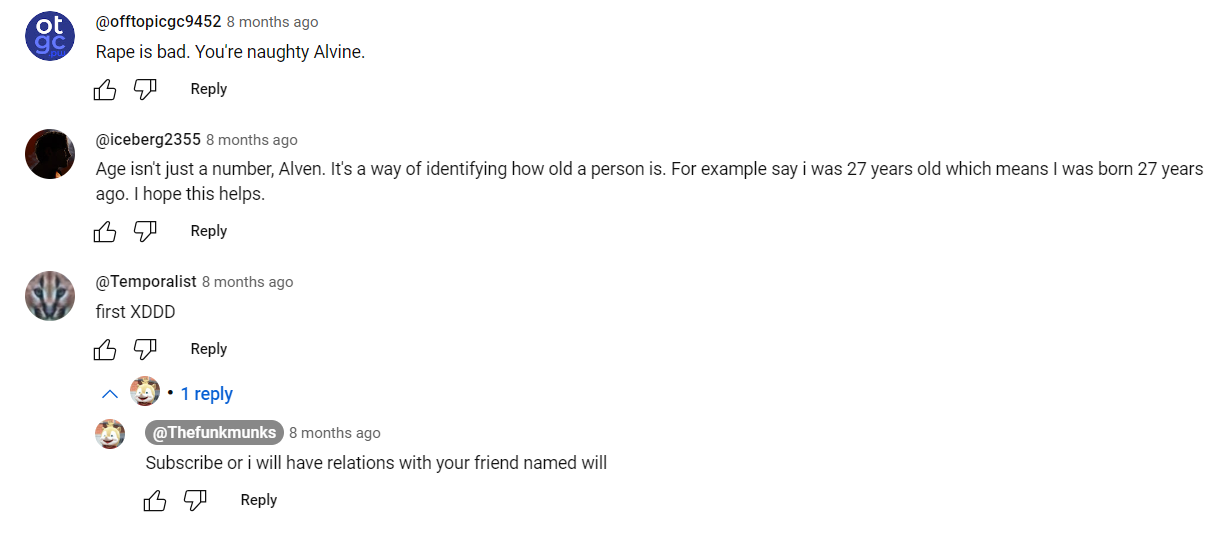 ot
gc
@offtopicgc9452 8 months ago
Rape is bad. You're naughty Alvine.
Reply
@iceberg2355 8 months ago
Age isn't just a number, Alven. It's a way of identifying how old a person is. For example say i was 27 years old which means I was born 27 years
ago. I hope this helps.
Reply
@Temporalist 8 months ago
first XDDD
Reply
• 1 reply
@Thefunkmunks 8 months ago
Subscribe or i will have relations with your friend named will
Reply